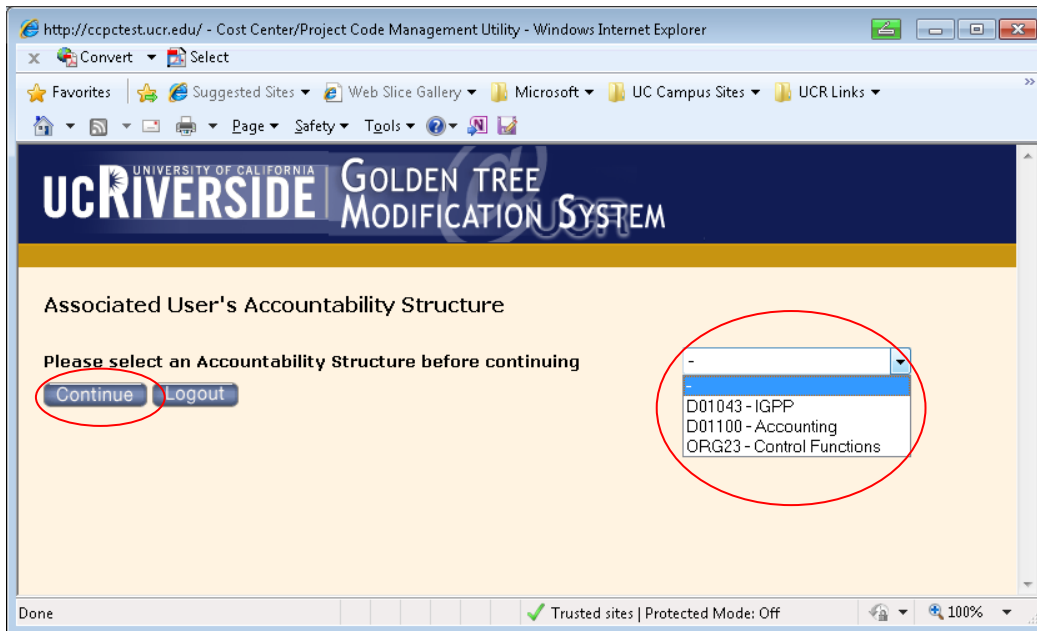 http://ccpctest.ucr.edu/ - Cost Center/Project Code Management Utility - Windows Internet Explorer
x Convert Select
Favorites Suggested Sites Web Slice Gallery Microsoft UC Campus Sites UCR Links »
Page Safety Tools
UNIVERSITY OF CALIFORNIA
UCRIVERSIDE
GOLDEN TREE
MODIFICATION SYSTEM
@UCR
Associated User's Accountability Structure
Please select an Accountability Structure before continuing
-
Continue Logout
-
D01043 - IGPP
D01100 - Accounting
ORG23 - Control Functions
Done
Trusted sites | Protected Mode: Off
100%